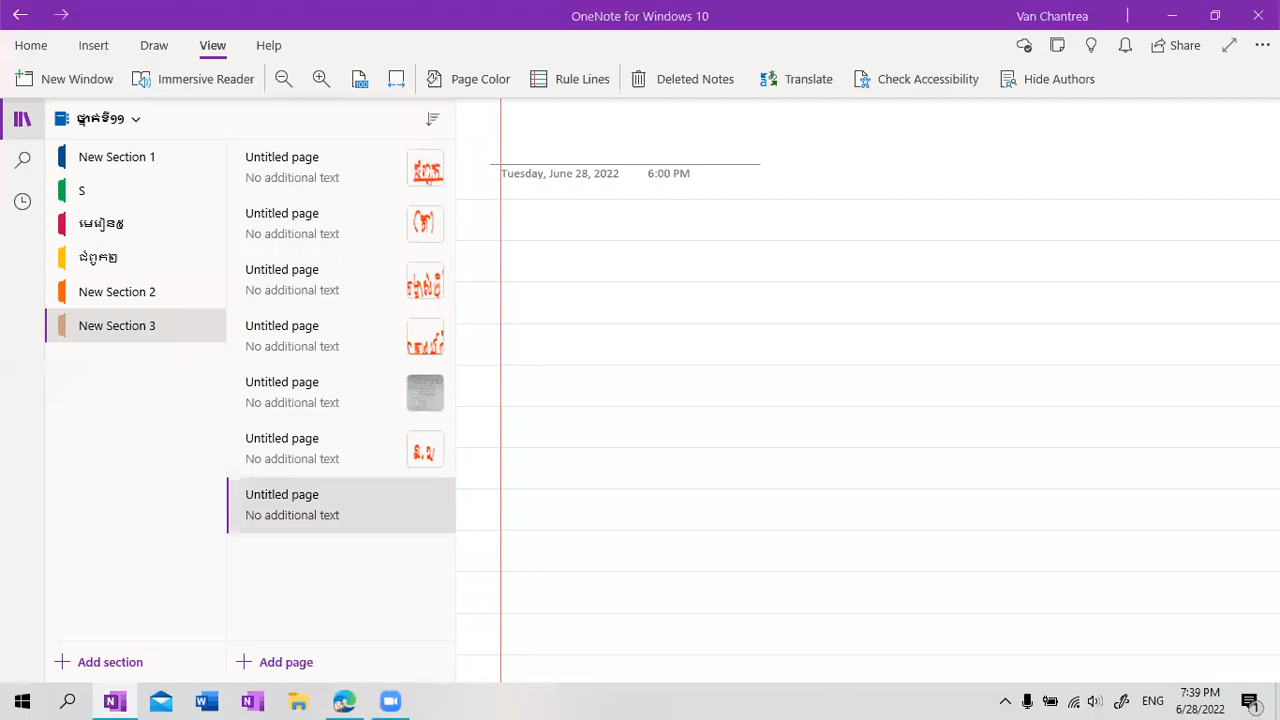 OneNote for Windows 10
Van Chantrea
Home Insert Draw View Help
Share
New Window Immersive Reader Page Color Rule Lines Deleted Notes Translate Check Accessibility Hide Authors
ថ្នាក់ទី១១
New Section 1
S
មេរៀន៥
ជំពូក២
New Section 2
New Section 3
Untitled page
No additional text
Untitled page
No additional text
Untitled page
No additional text
Untitled page
No additional text
Untitled page
No additional text
Untitled page
No additional text
Untitled page
No additional text
Tuesday, June 28, 2022 6:00 PM
Add section
Add page
ENG
7:39 PM
6/28/2022